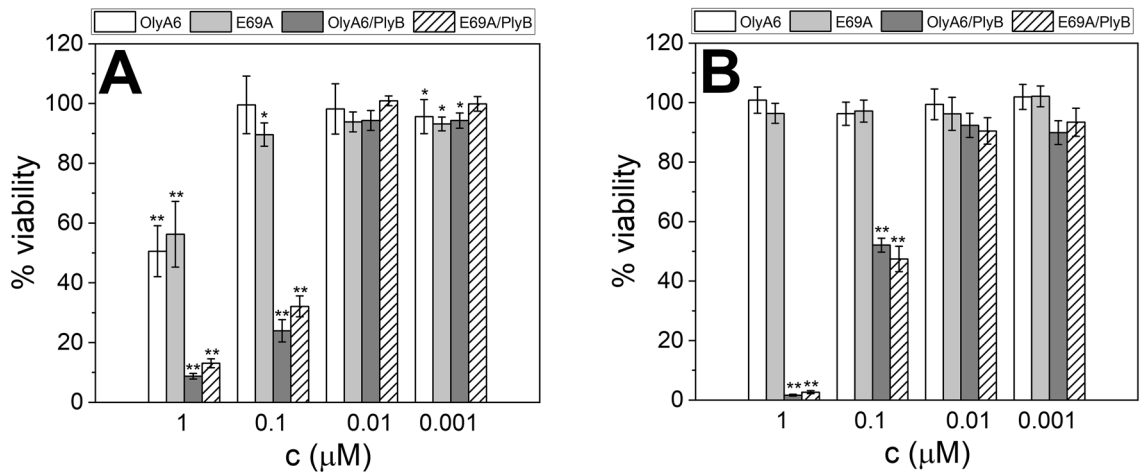 OlyA6 E69A OlyA6/PlyB E69A/PlyB
A
120
100
80
60
40
20
0
% viability
** ** ** **
* ** **
* * *
1 0.1 0.01 0.001
c (μM)
OlyA6 E69A OlyA6/PlyB E69A/PlyB
B
120
100
80
60
40
20
0
% viability
** **
** **
1 0.1 0.01 0.001
c (μM)